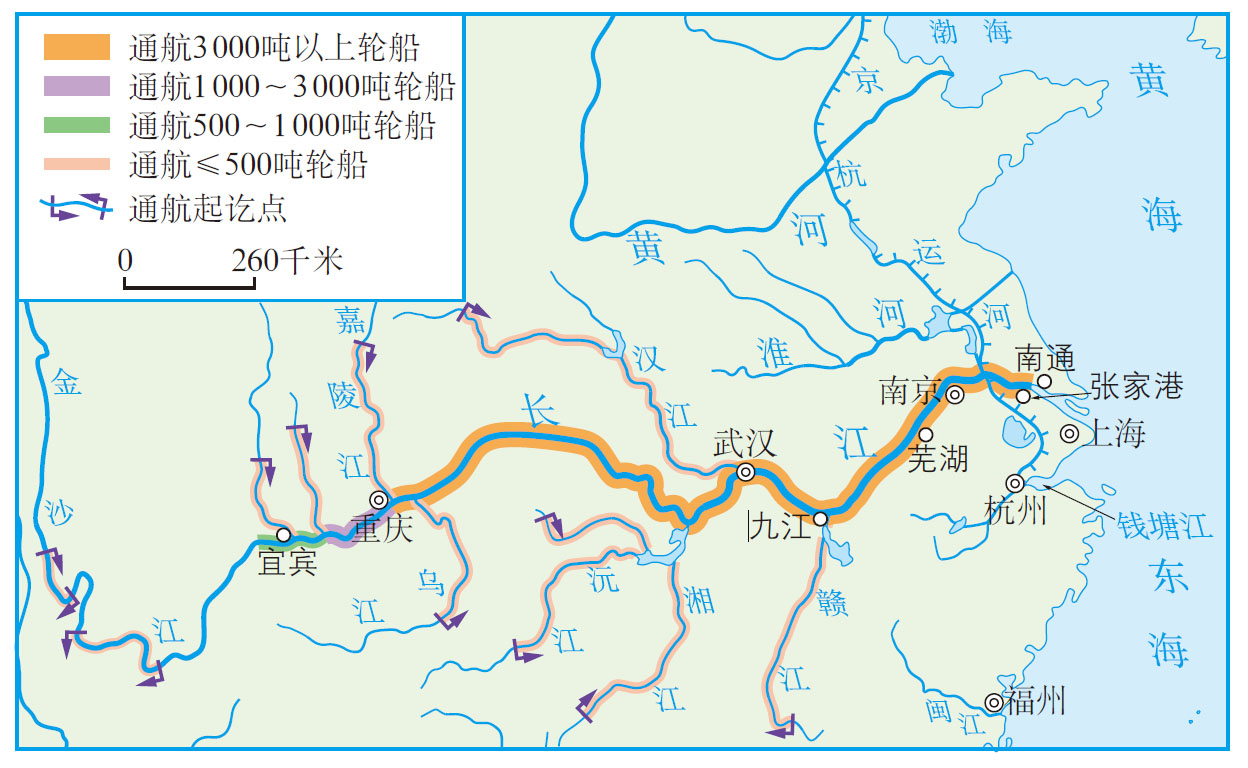 通航3000吨以上轮船
通航1000～3000吨轮船
通航500～1000吨轮船
通航≤500吨轮船
通航起讫点
0 260千米
渤海
黄海
东海
京杭运河
黄河
淮河
长江
金沙江
嘉陵江
汉江
乌江
沅江
湘江
赣江
闽江
钱塘江
南通
张家港
上海
南京
芜湖
杭州
武汉
九江
重庆
宜宾
福州